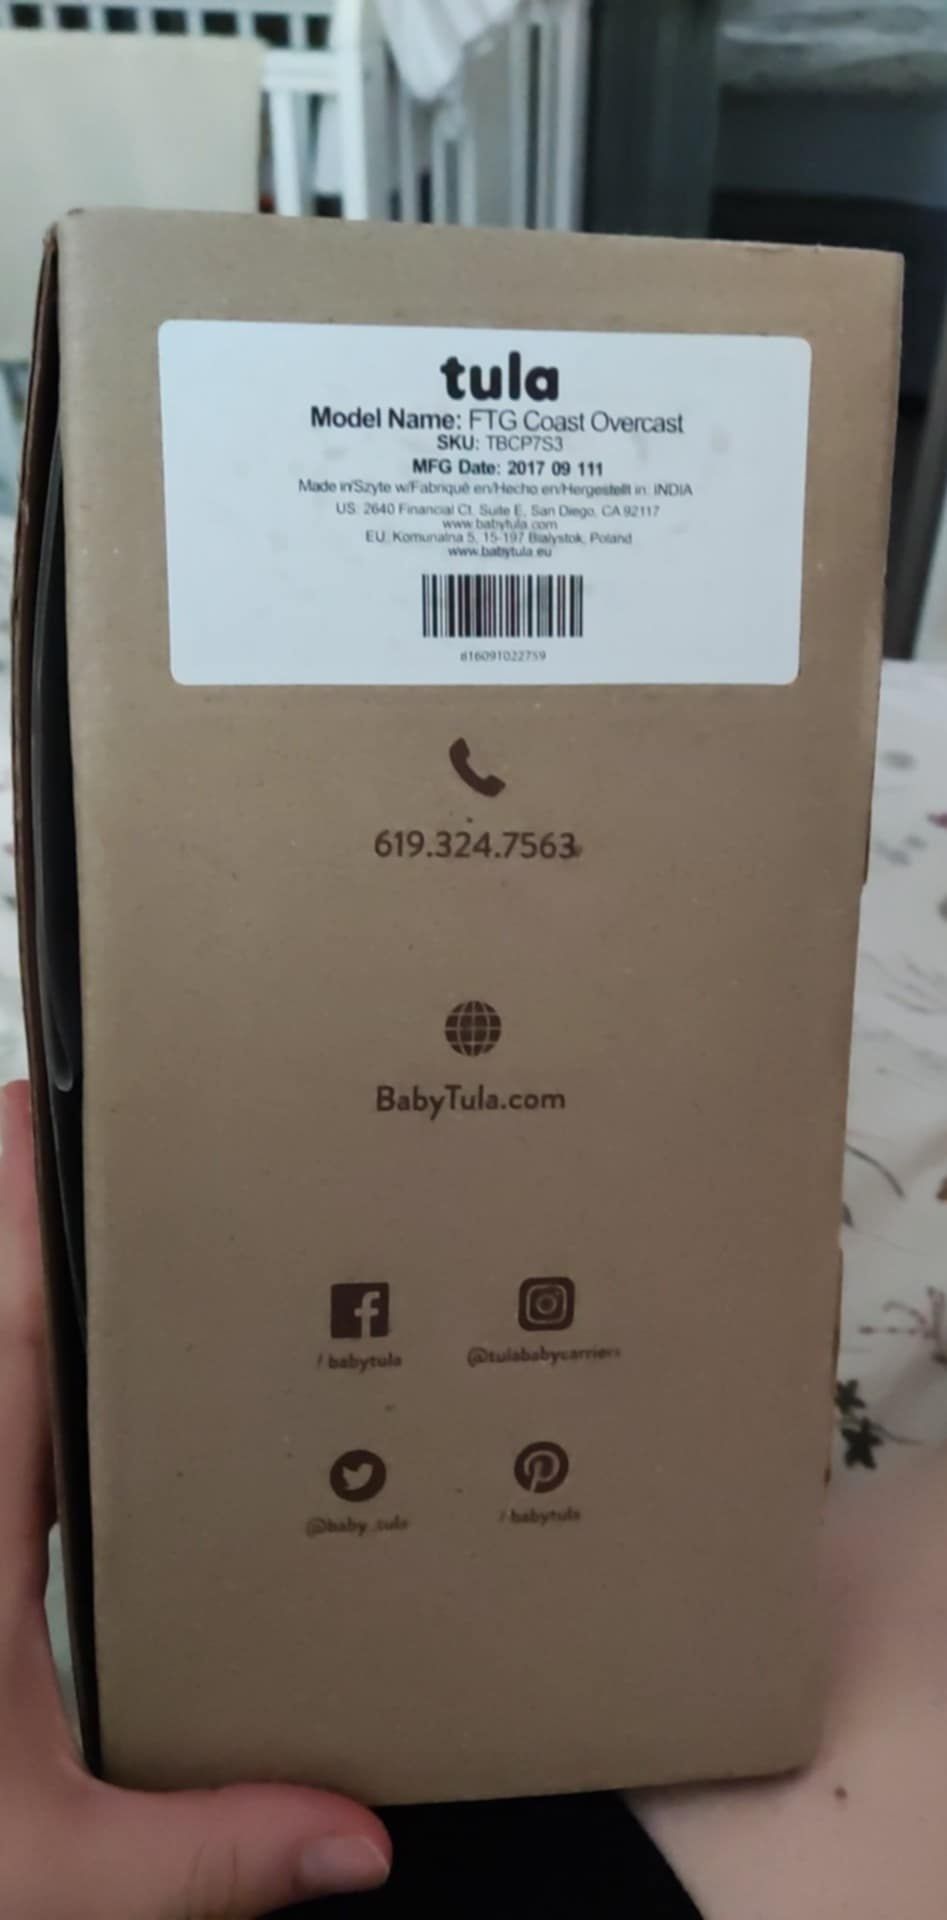 tula
Model Name: FTG Coast Overcast
SKU: TBCP7S3
MFG Date: 2017 09 111
Made in/Szyte w/Fabriqué en/Hecho en/Hergestellt in: INDIA
US: 2640 Financial Ct. Suite E, San Diego, CA 92117
www.babytula.com
EU: Komunalna 5, 15-197 Bialystok, Poland
www.babytula.eu
816091022759
619.324.7563
BabyTula.com
/babytula @tulababycarriers
@baby_tula /babytula